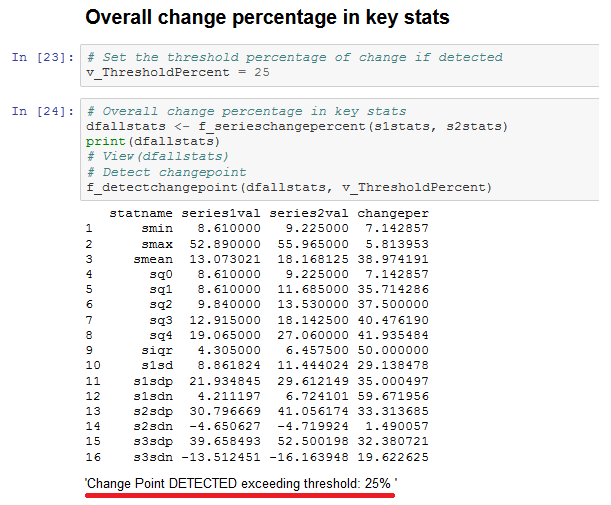 Overall change percentage in key stats
In [23]: # Set the threshold percentage of change if detected
v_ThresholdPercent = 25
In [24]: # Overall change percentage in key stats
dfallstats <- f_serieschangepercent(s1stats, s2stats)
print(dfallstats)
# View(dfallstats)
# Detect changepoint
f_detectchangepoint(dfallstats, v_ThresholdPercent)
statname series1val series2val changeper
1 smin 8.610000 9.225000 7.142857
2 smax 52.890000 55.965000 5.813953
3 smean 13.073021 18.168125 38.974191
4 sq0 8.610000 9.225000 7.142857
5 sq1 8.610000 11.685000 35.714286
6 sq2 9.840000 13.530000 37.500000
7 sq3 12.915000 18.142500 40.476190
8 sq4 19.065000 27.060000 41.935484
9 siqr 4.305000 6.457500 50.000000
10 s1sd 8.861824 11.444024 29.138478
11 s1sdp 21.934845 29.612149 35.000497
12 s1sdn 4.211197 6.724101 59.671956
13 s2sdp 30.796669 41.056174 33.313685
14 s2sdn -4.650627 -4.719924 1.490057
15 s3sdp 39.658493 52.500198 32.380721
16 s3sdn -13.512451 -16.163948 19.622625
'Change Point DETECTED exceeding threshold: 25% '